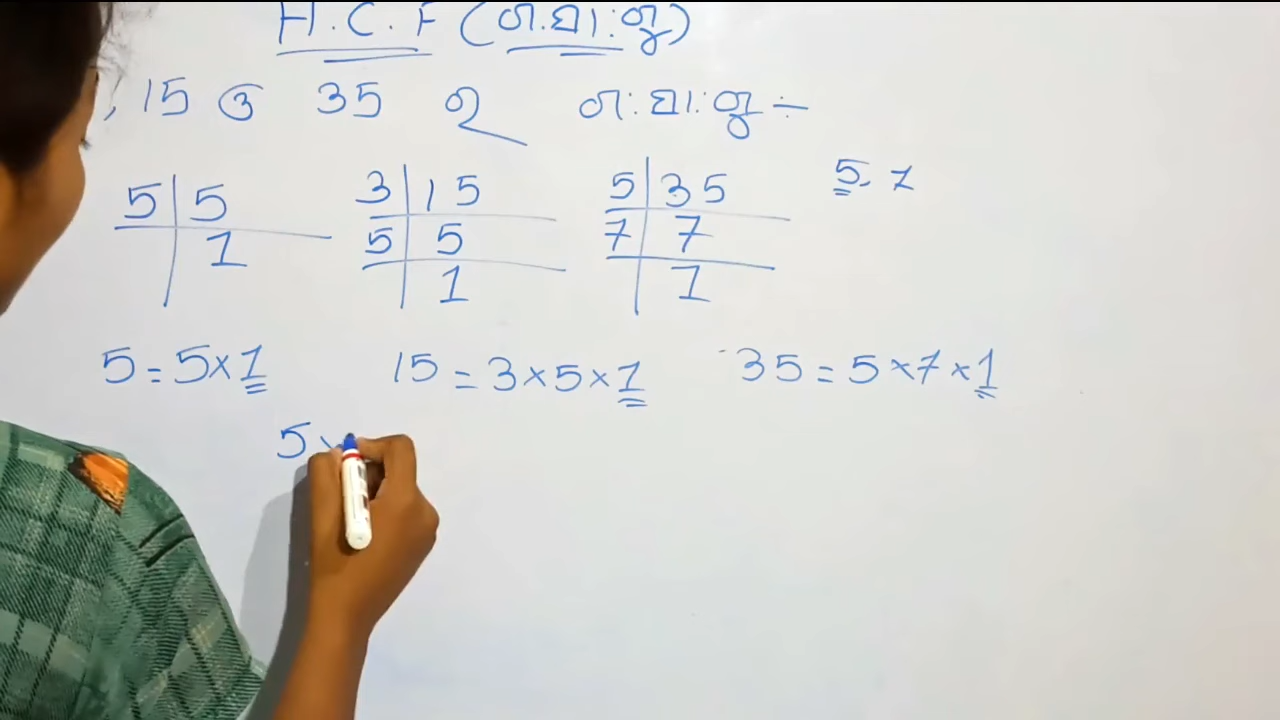 H.C.F (ଗ.ସା.ଗୁ)
, 15 ଓ 35 ର ଗ.ସା.ଗୁ ÷
5 | 5 3 | 15 5 | 35 5, 7
1 5 | 5 7 | 7
1 1
5 = 5 × 1 15 = 3 × 5 × 1 35 = 5 × 7 × 1
5 ×